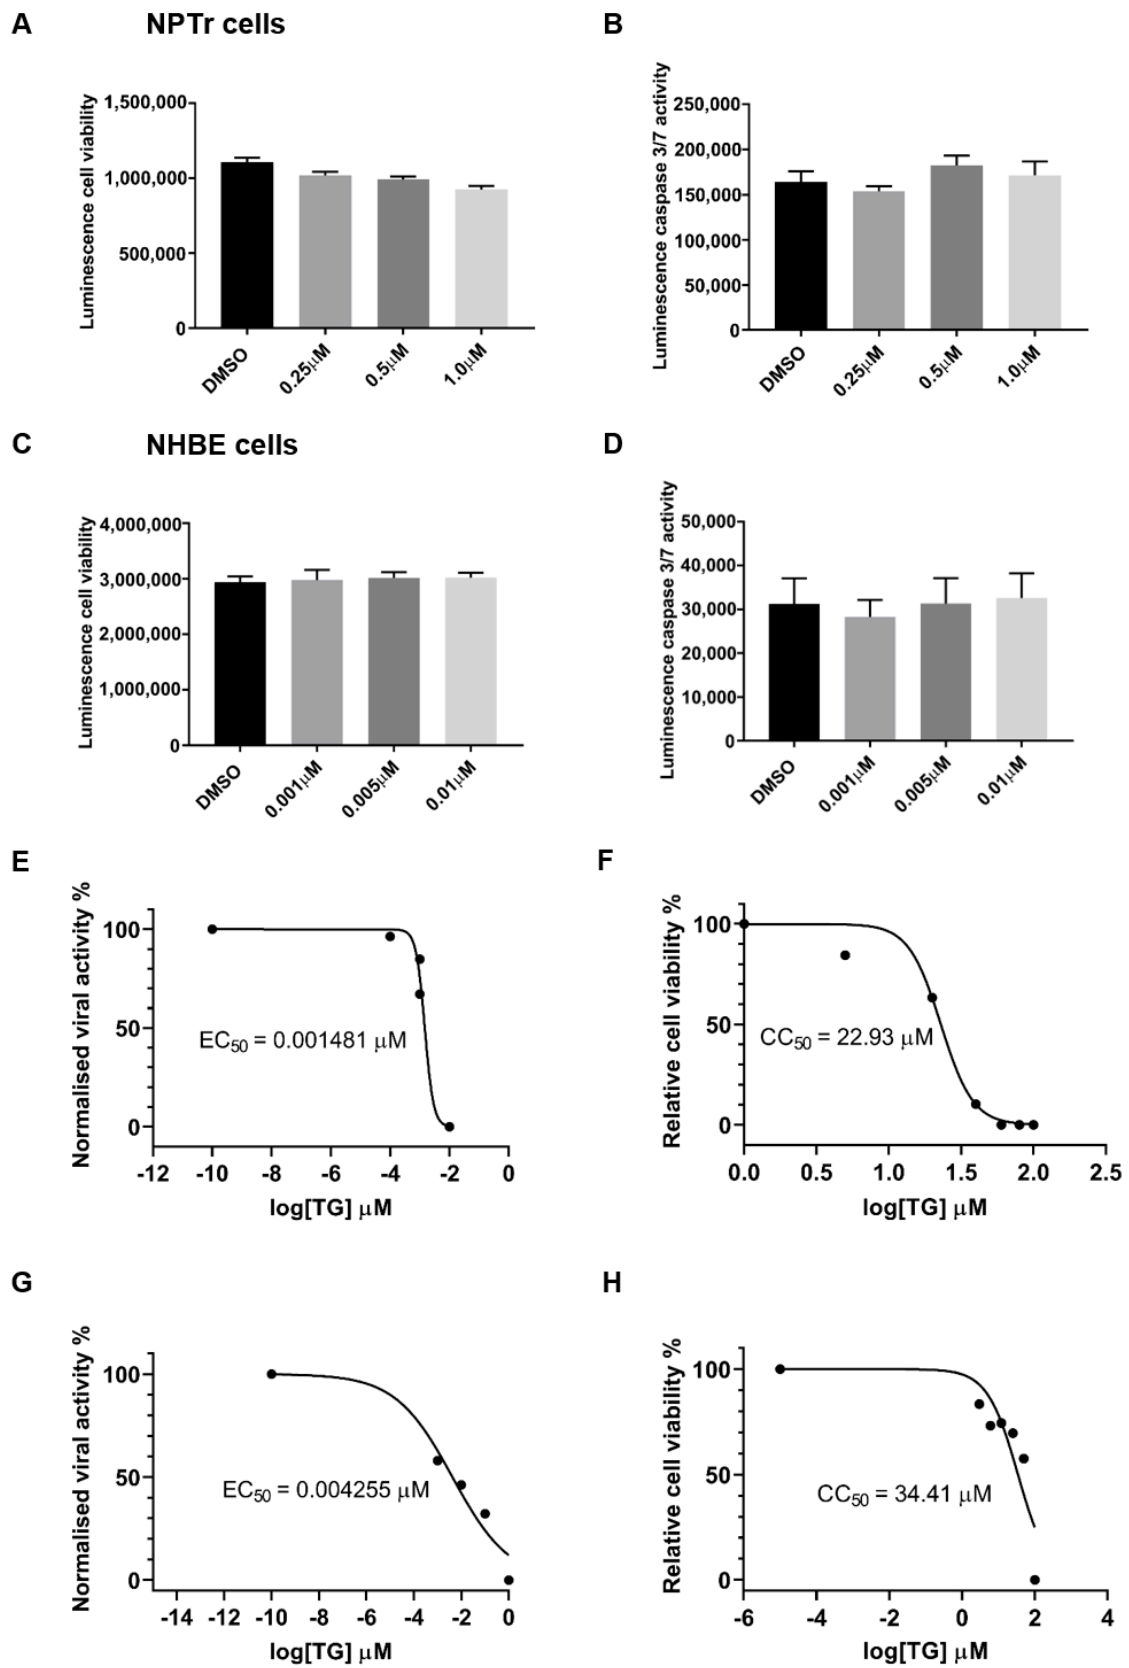 A
NPTr cells
B
Luminescence cell viability
1,500,000
1,000,000
500,000
0
DMSO
0.25μM
0.5μM
1.0μM
Luminescence caspase 3/7 activity
250,000
200,000
150,000
100,000
50,000
0
DMSO
0.25μM
0.5μM
1.0μM
C
NHBE cells
D
Luminescence cell viability
4,000,000
3,000,000
2,000,000
1,000,000
0
DMSO
0.001μM
0.005μM
0.01μM
Luminescence caspase 3/7 activity
50,000
40,000
30,000
20,000
10,000
0
DMSO
0.001μM
0.005μM
0.01μM
E
Normalised viral activity %
100
50
0
EC50 = 0.001481 μM
-12 -10 -8 -6 -4 -2 0
log[TG] μM
F
Relative cell viability %
100
50
0
CC50 = 22.93 μM
0.0 0.5 1.0 1.5 2.0 2.5
log[TG] μM
G
Normalised viral activity %
100
50
0
EC50 = 0.004255 μM
-14 -12 -10 -8 -6 -4 -2 0
log[TG] μM
H
Relative cell viability %
100
50
0
CC50 = 34.41 μM
-6 -4 -2 0 2 4
log[TG] μM